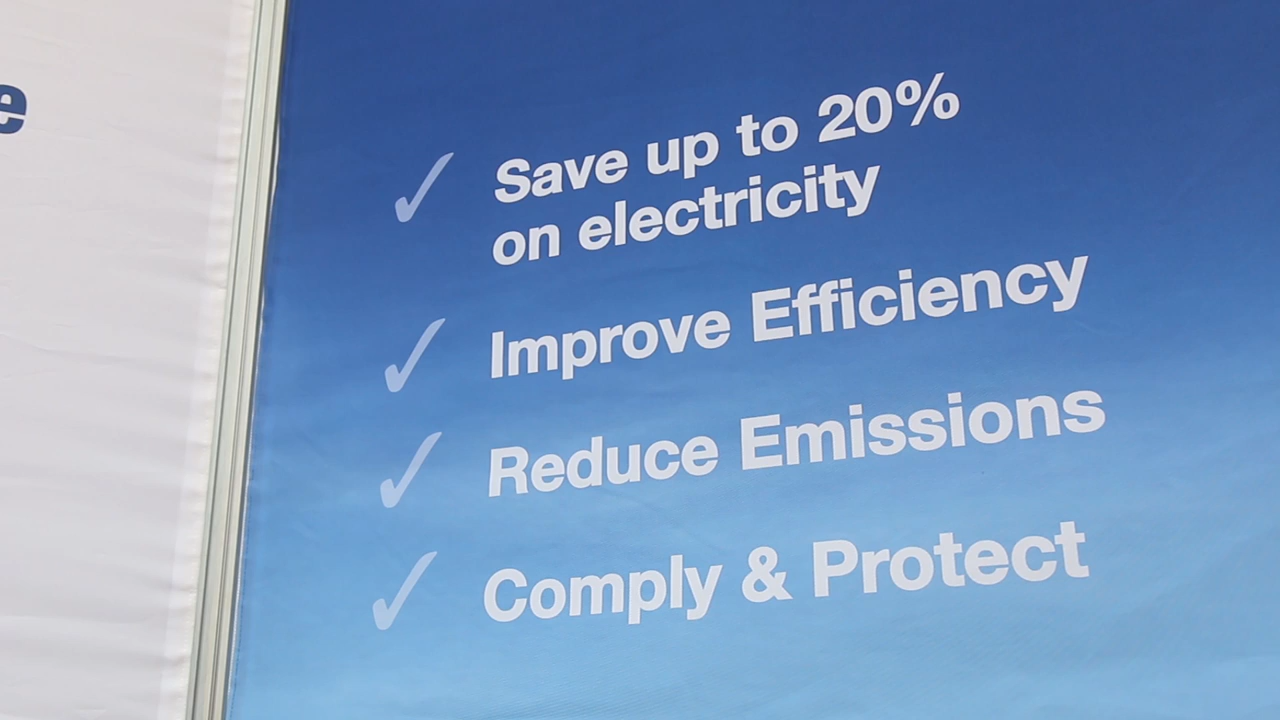 Save up to 20%
on electricity
Improve Efficiency
Reduce Emissions
Comply & Protect